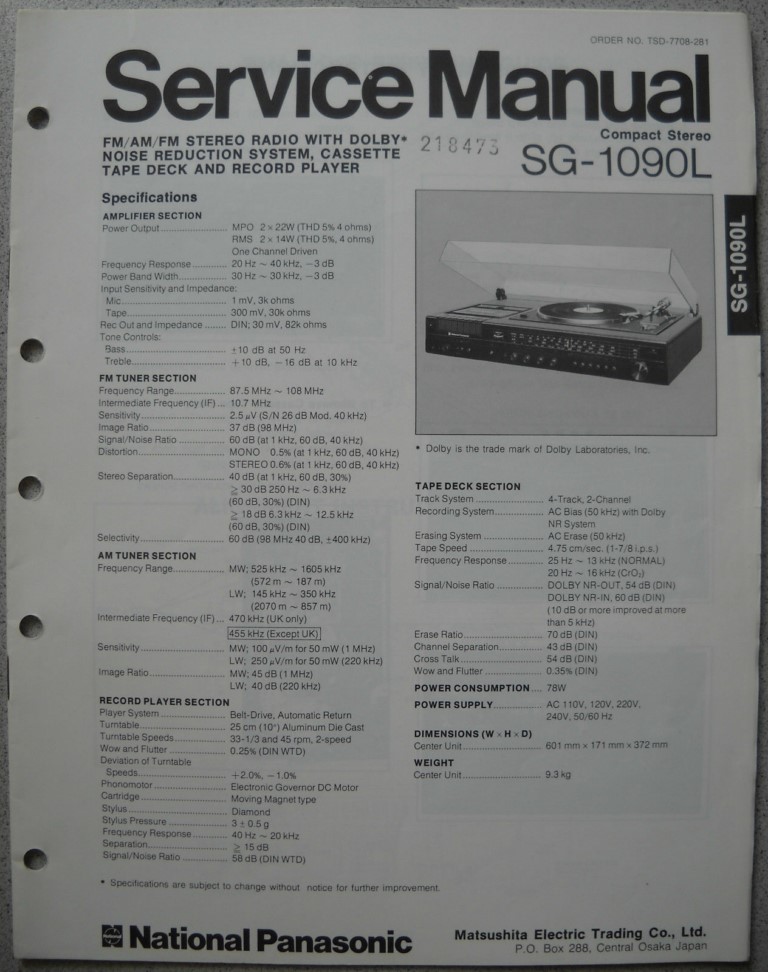 ORDER NO. TSD-7708-281
Service Manual
FM/AM/FM STEREO RADIO WITH DOLBY*
NOISE REDUCTION SYSTEM, CASSETTE
TAPE DECK AND RECORD PLAYER
218473
Compact Stereo
SG-1090L
SG-1090L
Specifications
AMPLIFIER SECTION
Power Output ........ MPO 2 × 22W (THD 5% 4 ohms)
RMS 2 × 14W (THD 5%, 4 ohms)
One Channel Driven
Frequency Response ........ 20 Hz ~ 40 kHz, −3 dB
Power Band Width ........ 30 Hz ~ 30 kHz, −3 dB
Input Sensitivity and Impedance:
Mic ........ 1 mV, 3k ohms
Tape ........ 300 mV, 30k ohms
Rec Out and Impedance ....... DIN; 30 mV, 82k ohms
Tone Controls:
Bass ........ ±10 dB at 50 Hz
Treble ........ +10 dB, −16 dB at 10 kHz
FM TUNER SECTION
Frequency Range ........ 87.5 MHz ~ 108 MHz
Intermediate Frequency (IF) ... 10.7 MHz
Sensitivity ........ 2.5 µV (S/N 26 dB Mod. 40 kHz)
Image Ratio ........ 37 dB (98 MHz)
Signal/Noise Ratio ........ 60 dB (at 1 kHz, 60 dB, 40 kHz)
Distortion ........ MONO 0.5% (at 1 kHz, 60 dB, 40 kHz)
STEREO 0.6% (at 1 kHz, 60 dB, 40 kHz)
Stereo Separation ........ 40 dB (at 1 kHz, 60 dB, 30%)
≧ 30 dB 250 Hz ~ 6.3 kHz
(60 dB, 30%) (DIN)
≧ 18 dB 6.3 kHz ~ 12.5 kHz
(60 dB, 30%) (DIN)
Selectivity ........ 60 dB (98 MHz 40 dB, ±400 kHz)
AM TUNER SECTION
Frequency Range ........ MW; 525 kHz ~ 1605 kHz
(572 m ~ 187 m)
LW; 145 kHz ~ 350 kHz
(2070 m ~ 857 m)
Intermediate Frequency (IF) ... 470 kHz (UK only)
455 kHz (Except UK)
Sensitivity ........ MW; 100 µV/m for 50 mW (1 MHz)
LW; 250 µV/m for 50 mW (220 kHz)
Image Ratio ........ MW; 45 dB (1 MHz)
LW; 40 dB (220 kHz)
RECORD PLAYER SECTION
Player System ........ Belt-Drive, Automatic Return
Turntable ........ 25 cm (10") Aluminum Die Cast
Turntable Speeds ........ 33-1/3 and 45 rpm, 2-speed
Wow and Flutter ........ 0.25% (DIN WTD)
Deviation of Turntable
Speeds ........ +2.0%, −1.0%
Phonomotor ........ Electronic Governor DC Motor
Cartridge ........ Moving Magnet type
Stylus ........ Diamond
Stylus Pressure ........ 3 ± 0.5 g
Frequency Response ........ 40 Hz ~ 20 kHz
Separation ........ ≧ 15 dB
Signal/Noise Ratio ........ 58 dB (DIN WTD)
* Dolby is the trade mark of Dolby Laboratories, Inc.
TAPE DECK SECTION
Track System ........ 4-Track, 2-Channel
Recording System ........ AC Bias (50 kHz) with Dolby
NR System
Erasing System ........ AC Erase (50 kHz)
Tape Speed ........ 4.75 cm/sec. (1-7/8 i.p.s.)
Frequency Response ........ 25 Hz ~ 13 kHz (NORMAL)
20 Hz ~ 16 kHz (CrO₂)
Signal/Noise Ratio ........ DOLBY NR-OUT, 54 dB (DIN)
DOLBY NR-IN, 60 dB (DIN)
(10 dB or more improved at more
than 5 kHz)
Erase Ratio ........ 70 dB (DIN)
Channel Separation ........ 43 dB (DIN)
Cross Talk ........ 54 dB (DIN)
Wow and Flutter ........ 0.35% (DIN)
POWER CONSUMPTION .... 78W
POWER SUPPLY ........ AC 110V, 120V, 220V,
240V, 50/60 Hz
DIMENSIONS (W × H × D)
Center Unit ........ 601 mm × 171 mm × 372 mm
WEIGHT
Center Unit ........ 9.3 kg
* Specifications are subject to change without notice for further improvement.
National Panasonic
Matsushita Electric Trading Co., Ltd.
P.O. Box 288, Central Osaka Japan